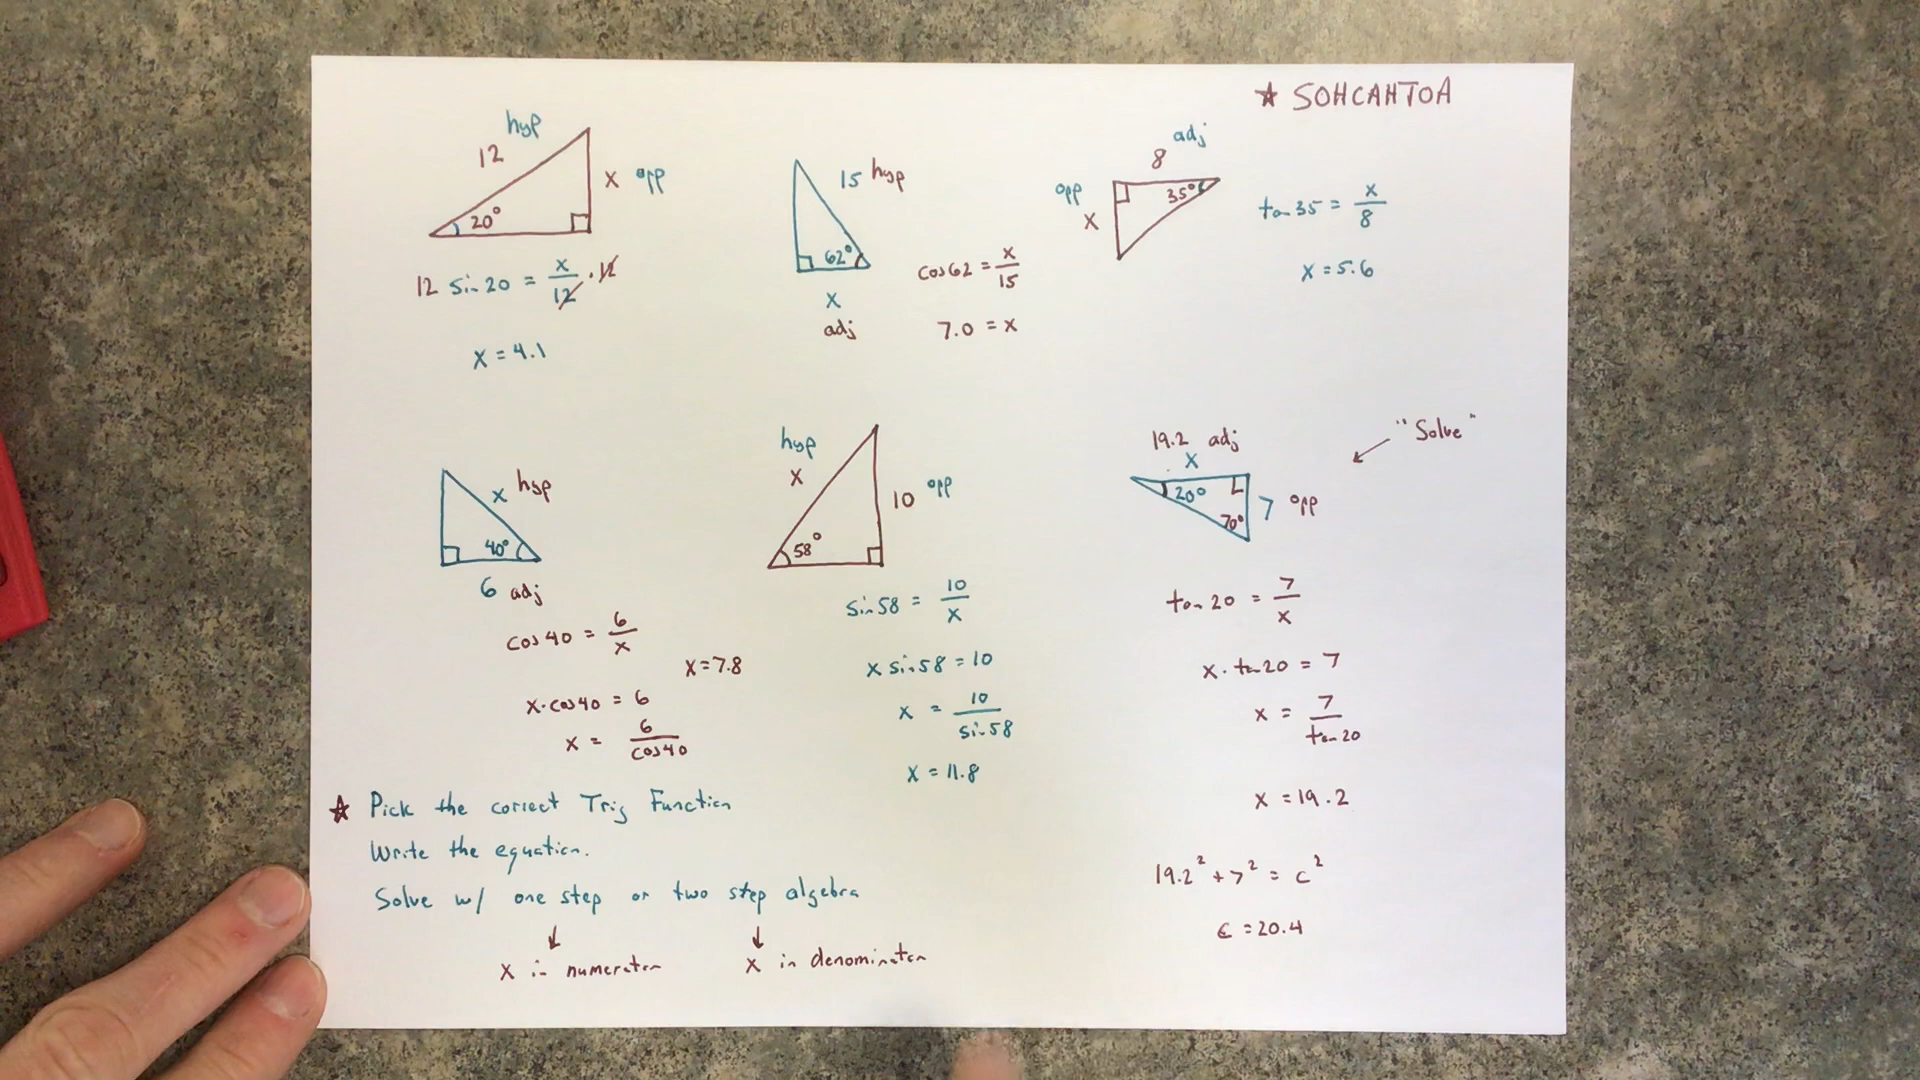 ★ SOHCAHTOA
hyp
12
x opp
20°
12 sin 20 = x/12 · 12
x = 4.1
15 hyp
62°
x
adj
cos 62 = x/15
7.0 = x
adj
8
opp
x
35°
tan 35 = x/8
x = 5.6
x hyp
40°
6 adj
cos 40 = 6/x
x · cos 40 = 6
x = 6/cos 40
x = 7.8
hyp
x
10 opp
58°
sin 58 = 10/x
x sin 58 = 10
x = 10/sin 58
x = 11.8
"Solve"
19.2 adj
x
20°
70°
7 opp
tan 20 = 7/x
x · tan 20 = 7
x = 7/tan 20
x = 19.2
19.2² + 7² = c²
c = 20.4
★ Pick the correct Trig Function
Write the equation.
Solve w/ one step or two step algebra
↓ ↓
x in numerator x in denominator